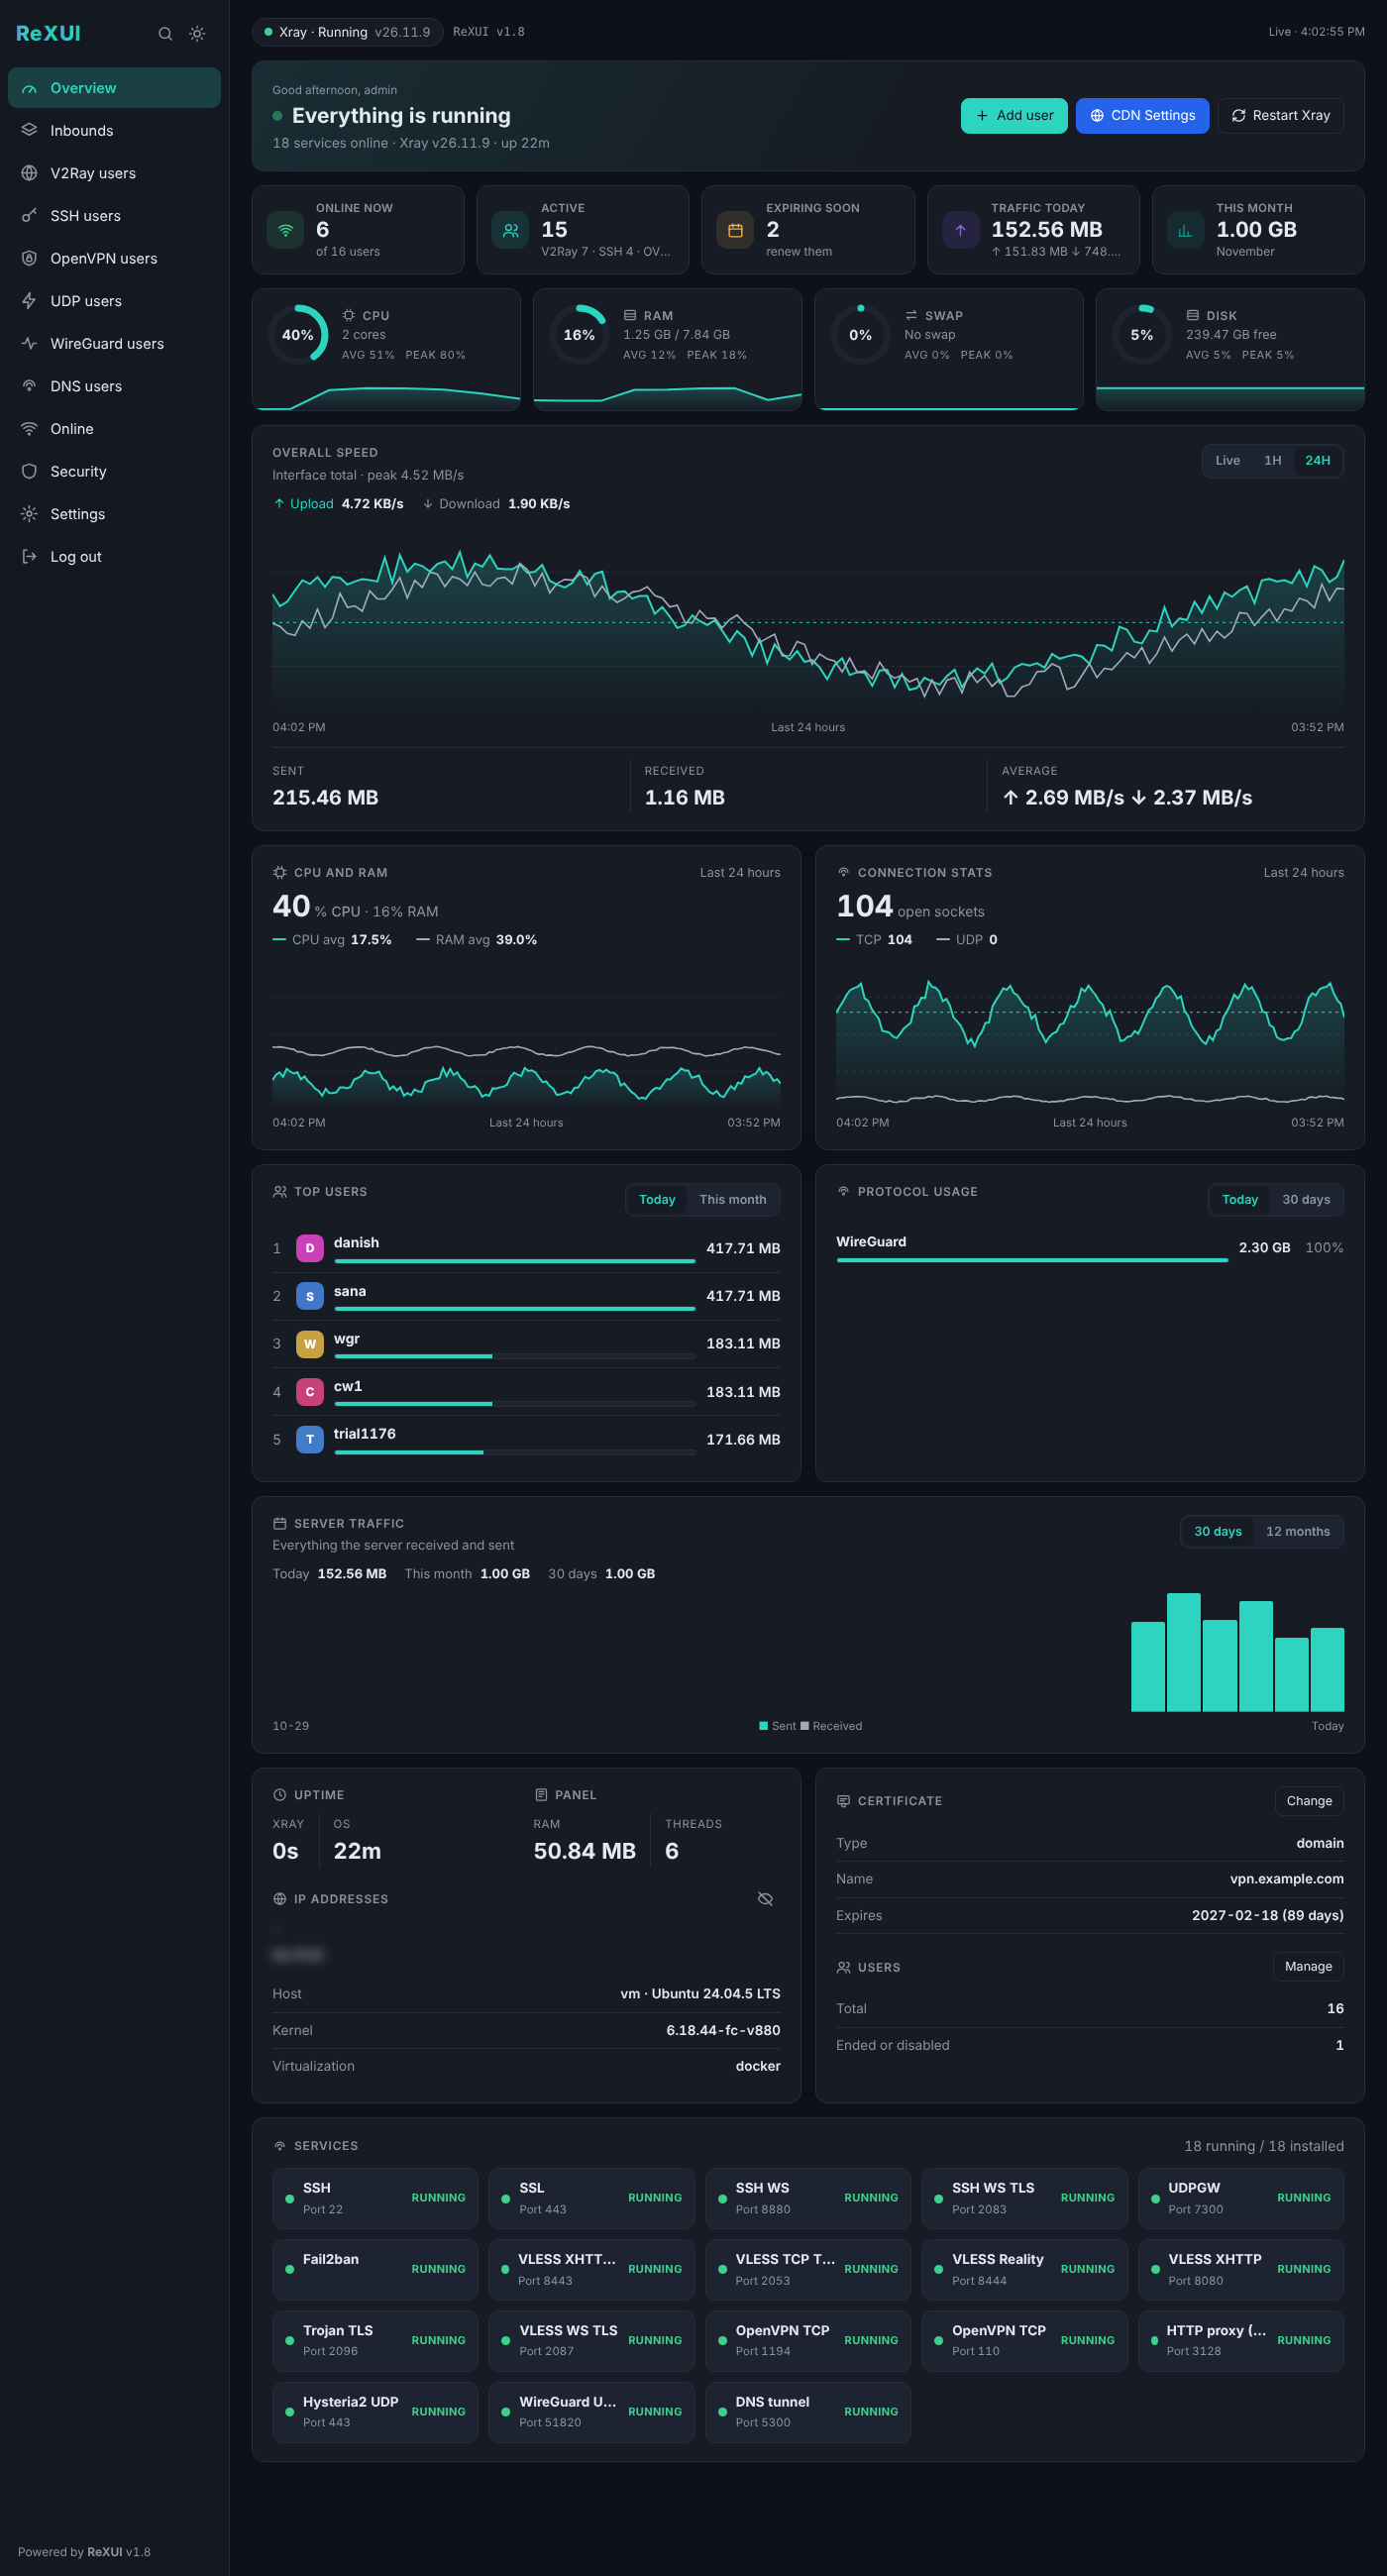 ReXUI
Overview
Inbounds
V2Ray users
SSH users
OpenVPN users
UDP users
WireGuard users
DNS users
Online
Security
Settings
Log out
Powered by ReXUI v1.8
Xray · Running v26.11.9 ReXUI v1.8
Live · 4:02:55 PM
Good afternoon, admin
Everything is running
18 services online · Xray v26.11.9 · up 22m
Add user
CDN Settings
Restart Xray
ONLINE NOW
6
of 16 users
ACTIVE
15
V2Ray 7 · SSH 4 · OV…
EXPIRING SOON
2
renew them
TRAFFIC TODAY
152.56 MB
↑ 151.83 MB ↓ 748.…
THIS MONTH
1.00 GB
November
40%
CPU
2 cores
AVG 51% PEAK 80%
16%
RAM
1.25 GB / 7.84 GB
AVG 12% PEAK 18%
0%
SWAP
No swap
AVG 0% PEAK 0%
5%
DISK
239.47 GB free
AVG 5% PEAK 5%
OVERALL SPEED
Interface total · peak 4.52 MB/s
Live 1H 24H
↑ Upload 4.72 KB/s ↓ Download 1.90 KB/s
04:02 PM Last 24 hours 03:52 PM
SENT
215.46 MB
RECEIVED
1.16 MB
AVERAGE
↑ 2.69 MB/s ↓ 2.37 MB/s
CPU AND RAM Last 24 hours
40 % CPU · 16% RAM
CPU avg 17.5% RAM avg 39.0%
04:02 PM Last 24 hours 03:52 PM
CONNECTION STATS Last 24 hours
104 open sockets
TCP 104 UDP 0
04:02 PM Last 24 hours 03:52 PM
TOP USERS Today This month
1 D danish 417.71 MB
2 S sana 417.71 MB
3 W wgr 183.11 MB
4 C cw1 183.11 MB
5 T trial1176 171.66 MB
PROTOCOL USAGE Today 30 days
WireGuard 2.30 GB 100%
SERVER TRAFFIC 30 days 12 months
Everything the server received and sent
Today 152.56 MB This month 1.00 GB 30 days 1.00 GB
10-29 Sent Received Today
UPTIME
XRAY
0s
OS
22m
PANEL
RAM
50.84 MB
THREADS
6
IP ADDRESSES
Host vm · Ubuntu 24.04.5 LTS
Kernel 6.18.44-fc-v880
Virtualization docker
CERTIFICATE Change
Type domain
Name vpn.example.com
Expires 2027-02-18 (89 days)
USERS Manage
Total 16
Ended or disabled 1
SERVICES 18 running / 18 installed
SSH
Port 22
RUNNING
SSL
Port 443
RUNNING
SSH WS
Port 8880
RUNNING
SSH WS TLS
Port 2083
RUNNING
UDPGW
Port 7300
RUNNING
Fail2ban
RUNNING
VLESS XHTT…
Port 8443
RUNNING
VLESS TCP T…
Port 2053
RUNNING
VLESS Reality
Port 8444
RUNNING
VLESS XHTTP
Port 8080
RUNNING
Trojan TLS
Port 2096
RUNNING
VLESS WS TLS
Port 2087
RUNNING
OpenVPN TCP
Port 1194
RUNNING
OpenVPN TCP
Port 110
RUNNING
HTTP proxy (…
Port 3128
RUNNING
Hysteria2 UDP
Port 443
RUNNING
WireGuard U…
Port 51820
RUNNING
DNS tunnel
Port 5300
RUNNING